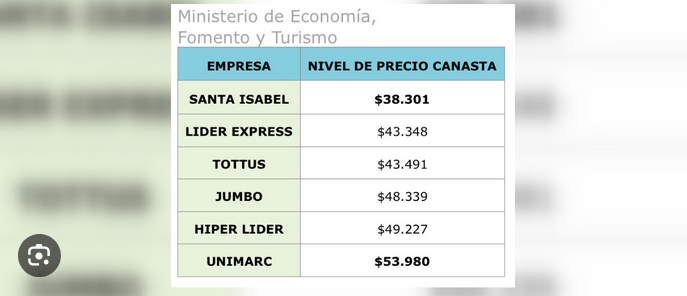 Ministerio de Economía,
Fomento y Turismo
EMPRESA NIVEL DE PRECIO CANASTA
SANTA ISABEL $38.301
LIDER EXPRESS $43.348
TOTTUS $43.491
JUMBO $48.339
HIPER LIDER $49.227
UNIMARC $53.980